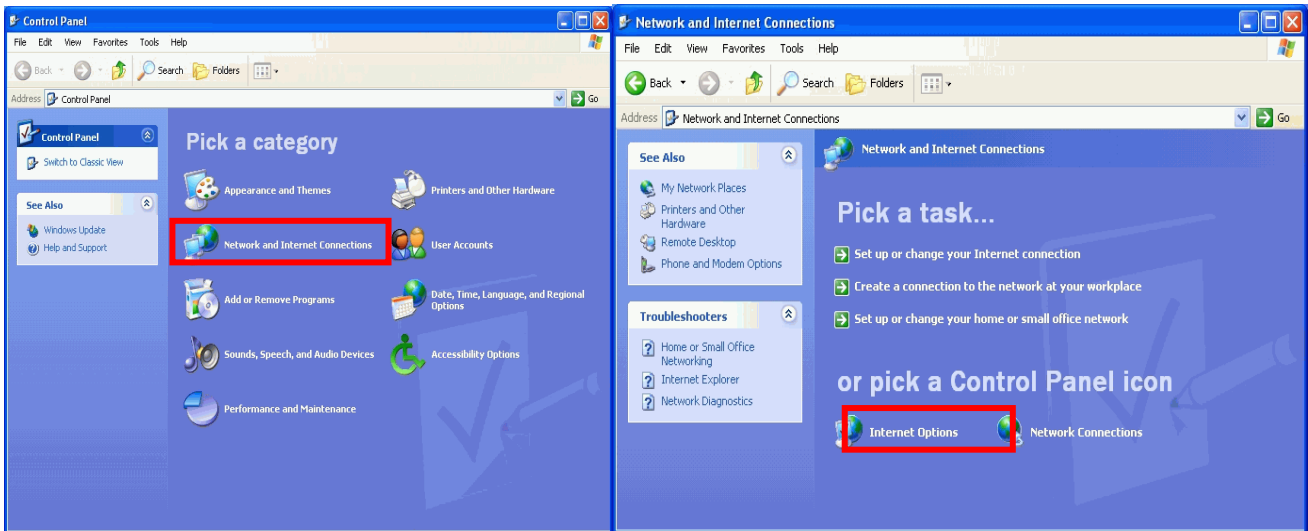 Control Panel
File Edit View Favorites Tools Help
Back Search Folders
Address Control Panel Go
Control Panel
Switch to Classic View
See Also
Windows Update
Help and Support
Pick a category
Appearance and Themes
Printers and Other Hardware
Network and Internet Connections
User Accounts
Add or Remove Programs
Date, Time, Language, and Regional
Options
Sounds, Speech, and Audio Devices
Accessibility Options
Performance and Maintenance
Network and Internet Connections
File Edit View Favorites Tools Help
Back Search Folders
Address Network and Internet Connections Go
See Also
My Network Places
Printers and Other
Hardware
Remote Desktop
Phone and Modem Options
Troubleshooters
Home or Small Office
Networking
Internet Explorer
Network Diagnostics
Network and Internet Connections
Pick a task...
Set up or change your Internet connection
Create a connection to the network at your workplace
Set up or change your home or small office network
or pick a Control Panel icon
Internet Options
Network Connections